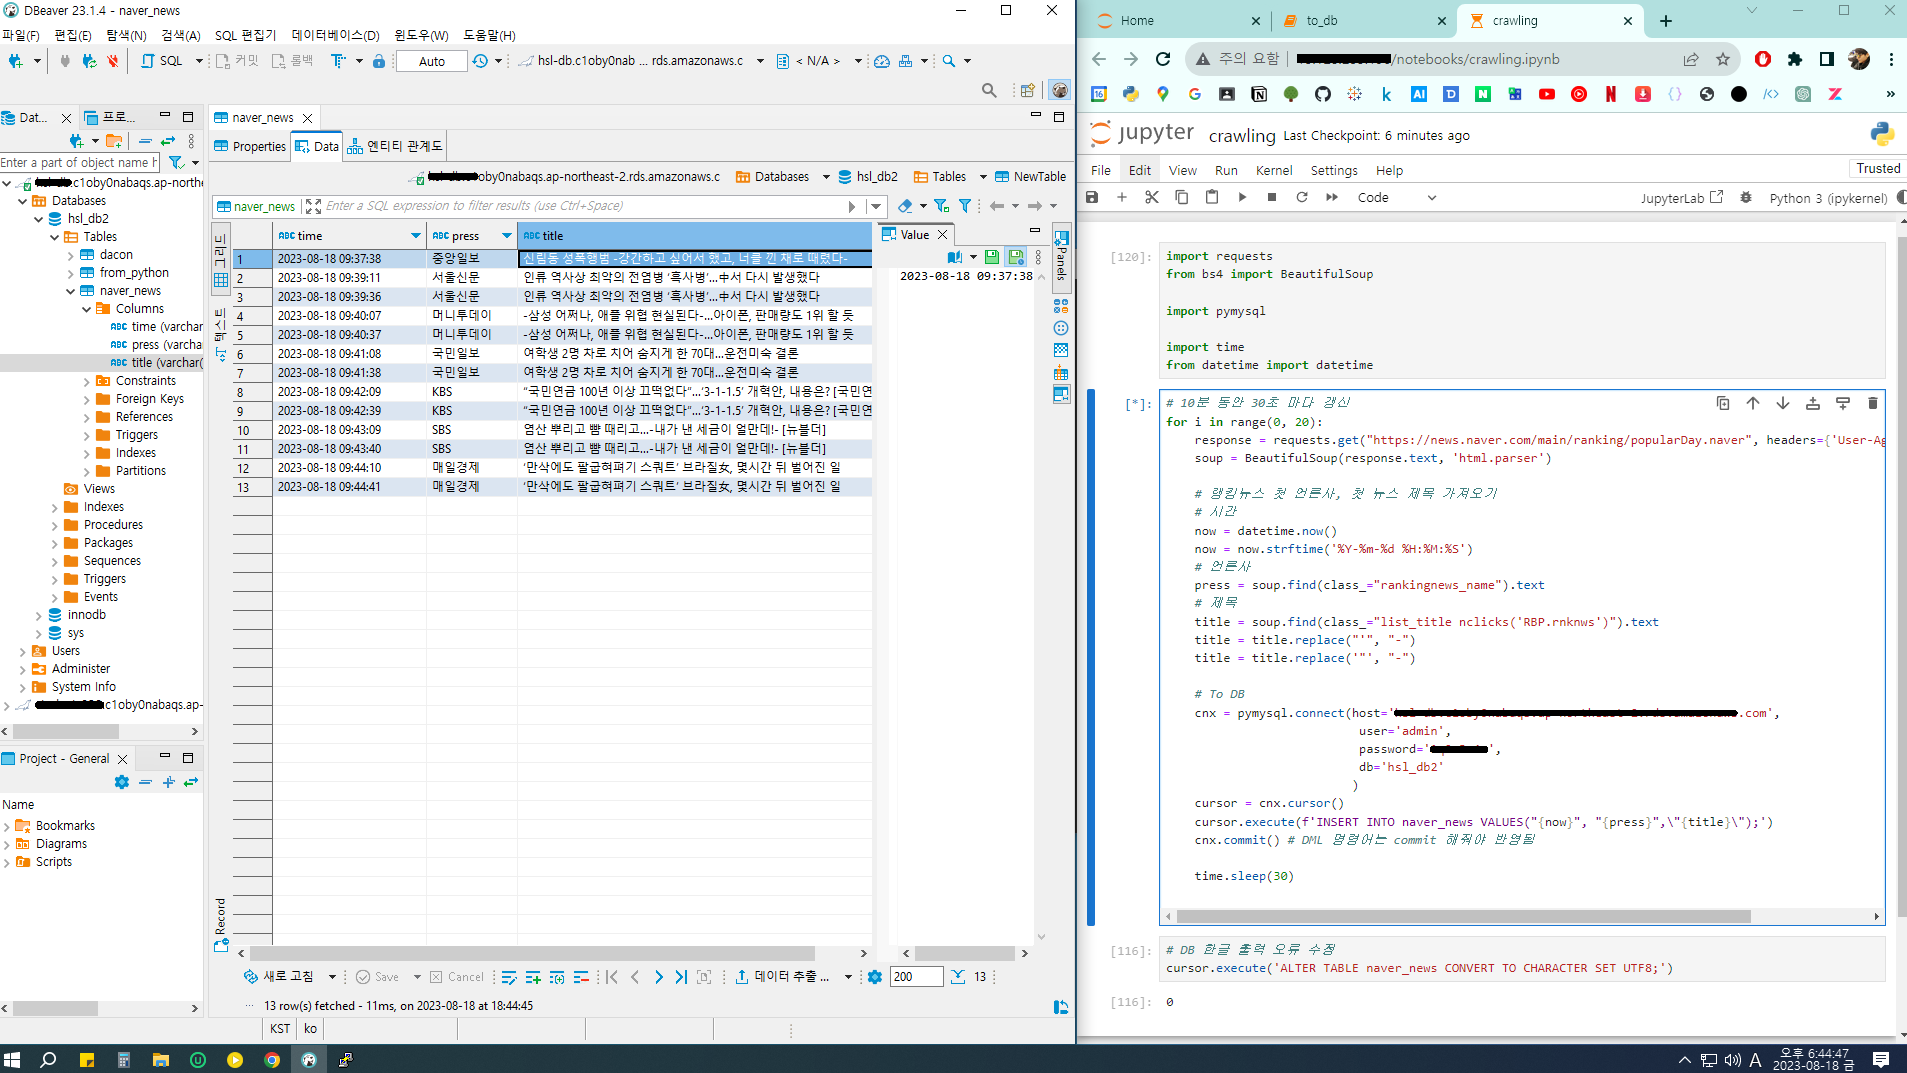 DBeaver 23.1.4 - naver_news
파일(F) 편집(E) 탐색(N) 검색(A) SQL 편집기 데이터베이스(D) 윈도우(W) 도움말(H)
SQL 커밋 롤백 Auto hsl-db.c1oby0nab ... rds.amazonaws.c < N/A >
Dat... 프로...
Enter a part of object name h
c1oby0nabaqs.ap-northe
Databases
hsl_db2
Tables
dacon
from_python
naver_news
Columns
time (varchar
press (varcha
title (varchar(
Constraints
Foreign Keys
References
Triggers
Indexes
Partitions
Views
Indexes
Procedures
Packages
Sequences
Triggers
Events
innodb
sys
Users
Administer
System Info
c1oby0nabaqs.ap-
Project - General
Name
Bookmarks
Diagrams
Scripts
naver_news
Properties Data 엔티티 관계도
oby0nabaqs.ap-northeast-2.rds.amazonaws.c Databases hsl_db2 Tables NewTable
naver_news Enter a SQL expression to filter results (use Ctrl+Space)
그리드
텍스트
Record
ABC time ABC press ABC title
1 2023-08-18 09:37:38 중앙일보 신림동 성폭행범 -강간하고 싶어서 했고, 너클 낀 채로 때렸다-
2 2023-08-18 09:39:11 서울신문 인류 역사상 최악의 전염병 ‘흑사병’…中서 다시 발생했다
3 2023-08-18 09:39:36 서울신문 인류 역사상 최악의 전염병 ‘흑사병’…中서 다시 발생했다
4 2023-08-18 09:40:07 머니투데이 -삼성 어쩌나, 애플 위협 현실된다-…아이폰, 판매량도 1위 할 듯
5 2023-08-18 09:40:37 머니투데이 -삼성 어쩌나, 애플 위협 현실된다-…아이폰, 판매량도 1위 할 듯
6 2023-08-18 09:41:08 국민일보 여학생 2명 차로 치어 숨지게 한 70대…운전미숙 결론
7 2023-08-18 09:41:38 국민일보 여학생 2명 차로 치어 숨지게 한 70대…운전미숙 결론
8 2023-08-18 09:42:09 KBS “국민연금 100년 이상 끄떡없다”…‘3-1-1.5’ 개혁안, 내용은? [국민연
9 2023-08-18 09:42:39 KBS “국민연금 100년 이상 끄떡없다”…‘3-1-1.5’ 개혁안, 내용은? [국민연
10 2023-08-18 09:43:09 SBS 염산 뿌리고 뺨 때리고…-내가 낸 세금이 얼만데!- [뉴블더]
11 2023-08-18 09:43:40 SBS 염산 뿌리고 뺨 때리고…-내가 낸 세금이 얼만데!- [뉴블더]
12 2023-08-18 09:44:10 매일경제 ‘만삭에도 팔굽혀펴기 스쿼트’ 브라질女, 몇시간 뒤 벌어진 일
13 2023-08-18 09:44:41 매일경제 ‘만삭에도 팔굽혀펴기 스쿼트’ 브라질女, 몇시간 뒤 벌어진 일
Value
2023-08-18 09:37:38
Panels
새로 고침 Save Cancel 데이터 추출 ... 200 13
13 row(s) fetched - 11ms, on 2023-08-18 at 18:44:45
KST ko
Home to_db crawling
주의 요함 /notebooks/crawling.ipynb
jupyter crawling Last Checkpoint: 6 minutes ago
File Edit View Run Kernel Settings Help Trusted
Code JupyterLab Python 3 (ipykernel)
[120]:
import requests
from bs4 import BeautifulSoup
import pymysql
import time
from datetime import datetime
[*]:
# 10분 동안 30초 마다 갱신
for i in range(0, 20):
response = requests.get("https://news.naver.com/main/ranking/popularDay.naver", headers={'User-Ag
soup = BeautifulSoup(response.text, 'html.parser')
# 랭킹뉴스 첫 언론사, 첫 뉴스 제목 가져오기
# 시간
now = datetime.now()
now = now.strftime('%Y-%m-%d %H:%M:%S')
# 언론사
press = soup.find(class_="rankingnews_name").text
# 제목
title = soup.find(class_="list_title nclicks('RBP.rnknws')").text
title = title.replace("'", "-")
title = title.replace('"', "-")
# To DB
cnx = pymysql.connect(host=' .com',
user='admin',
password=' ',
db='hsl_db2'
)
cursor = cnx.cursor()
cursor.execute(f'INSERT INTO naver_news VALUES("{now}", "{press}",\"{title}\");')
cnx.commit() # DML 명령어는 commit 해줘야 반영됨
time.sleep(30)
[116]:
# DB 한글 출력 오류 수정
cursor.execute('ALTER TABLE naver_news CONVERT TO CHARACTER SET UTF8;')
[116]: 0
A 오후 6:44:47
2023-08-18 금